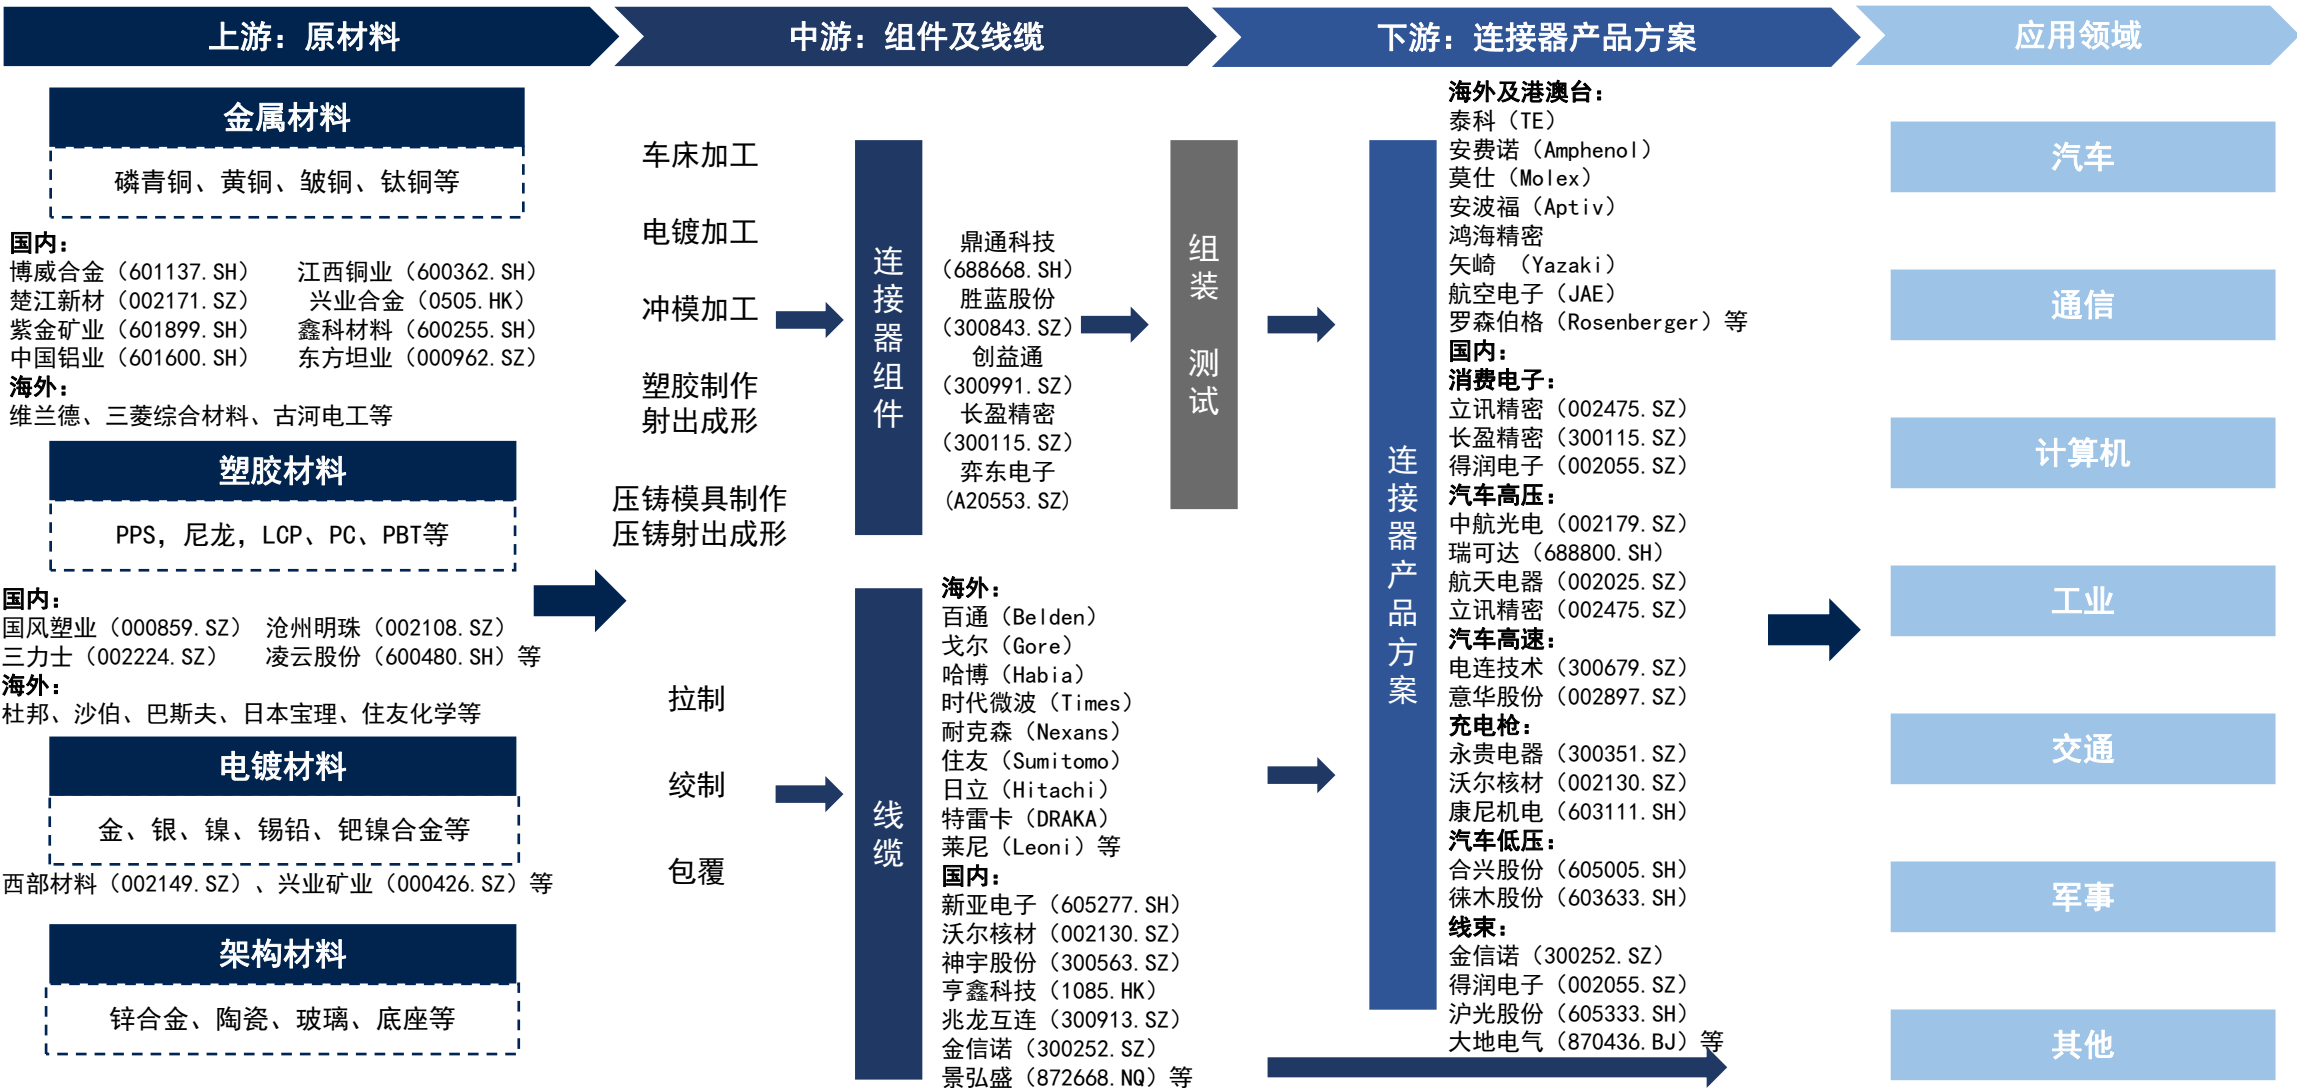 上游：原材料
中游：组件及线缆
下游：连接器产品方案
应用领域
金属材料
磷青铜、黄铜、皱铜、钛铜等
国内：
博威合金（601137.SH） 江西铜业（600362.SH）
楚江新材（002171.SZ） 兴业合金（0505.HK）
紫金矿业（601899.SH） 鑫科材料（600255.SH）
中国铝业（601600.SH） 东方坦业（000962.SZ）
海外：
维兰德、三菱综合材料、古河电工等
塑胶材料
PPS，尼龙，LCP、PC、PBT等
国内：
国风塑业（000859.SZ） 沧州明珠（002108.SZ）
三力士（002224.SZ） 凌云股份（600480.SH）等
海外：
杜邦、沙伯、巴斯夫、日本宝理、住友化学等
电镀材料
金、银、镍、锡铅、钯镍合金等
西部材料（002149.SZ）、兴业矿业（000426.SZ）等
架构材料
锌合金、陶瓷、玻璃、底座等
车床加工
电镀加工
冲模加工
塑胶制作
射出成形
压铸模具制作
压铸射出成形
拉制
绞制
包覆
连接器组件
鼎通科技
（688668.SH）
胜蓝股份
（300843.SZ）
创益通
（300991.SZ）
长盈精密
（300115.SZ）
弈东电子
（A20553.SZ）
组装 测试
线缆
海外：
百通（Belden）
戈尔（Gore）
哈博（Habia）
时代微波（Times）
耐克森（Nexans）
住友（Sumitomo）
日立（Hitachi）
特雷卡（DRAKA）
莱尼（Leoni）等
国内：
新亚电子（605277.SH）
沃尔核材（002130.SZ）
神宇股份（300563.SZ）
亨鑫科技（1085.HK）
兆龙互连（300913.SZ）
金信诺（300252.SZ）
景弘盛（872668.NQ）等
连接器产品方案
海外及港澳台：
泰科（TE）
安费诺（Amphenol）
莫仕（Molex）
安波福（Aptiv）
鸿海精密
矢崎 （Yazaki）
航空电子（JAE）
罗森伯格（Rosenberger）等
国内：
消费电子：
立讯精密（002475.SZ）
长盈精密（300115.SZ）
得润电子（002055.SZ）
汽车高压：
中航光电（002179.SZ）
瑞可达（688800.SH）
航天电器（002025.SZ）
立讯精密（002475.SZ）
汽车高速：
电连技术（300679.SZ）
意华股份（002897.SZ）
充电枪：
永贵电器（300351.SZ）
沃尔核材（002130.SZ）
康尼机电（603111.SH）
汽车低压：
合兴股份（605005.SH）
徕木股份（603633.SH）
线束：
金信诺（300252.SZ）
得润电子（002055.SZ）
沪光股份（605333.SH）
大地电气（870436.BJ）等
汽车
通信
计算机
工业
交通
军事
其他